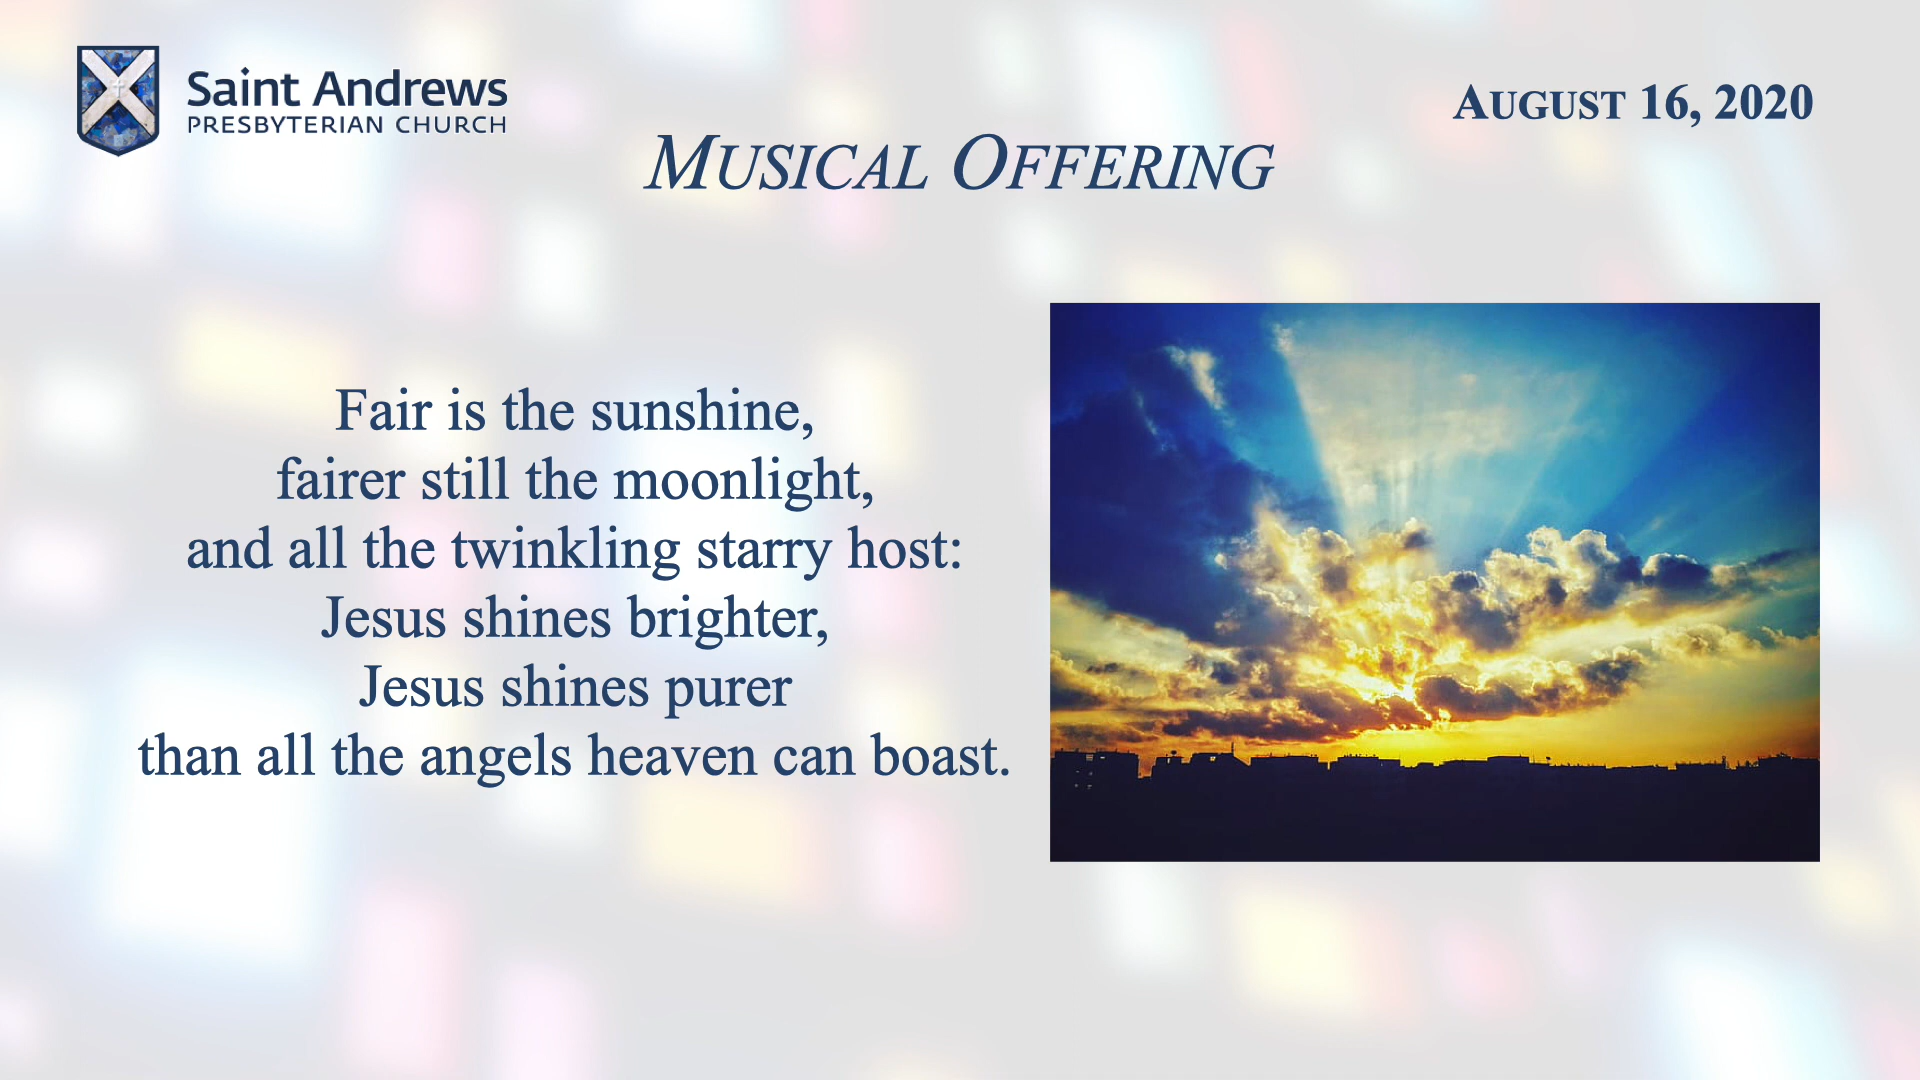 Saint Andrews
PRESBYTERIAN CHURCH
AUGUST 16, 2020
MUSICAL OFFERING
Fair is the sunshine,
fairer still the moonlight,
and all the twinkling starry host:
Jesus shines brighter,
Jesus shines purer
than all the angels heaven can boast.